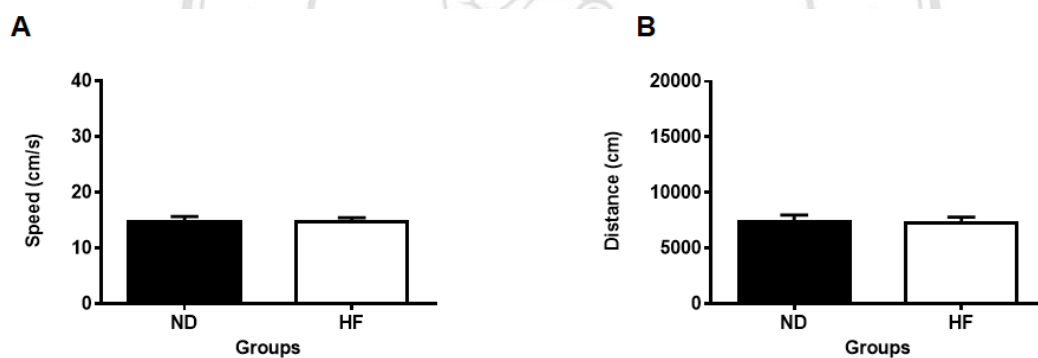 A
Speed (cm/s)
40
30
20
10
0
ND
HF
Groups
B
Distance (cm)
20000
15000
10000
5000
0
ND
HF
Groups